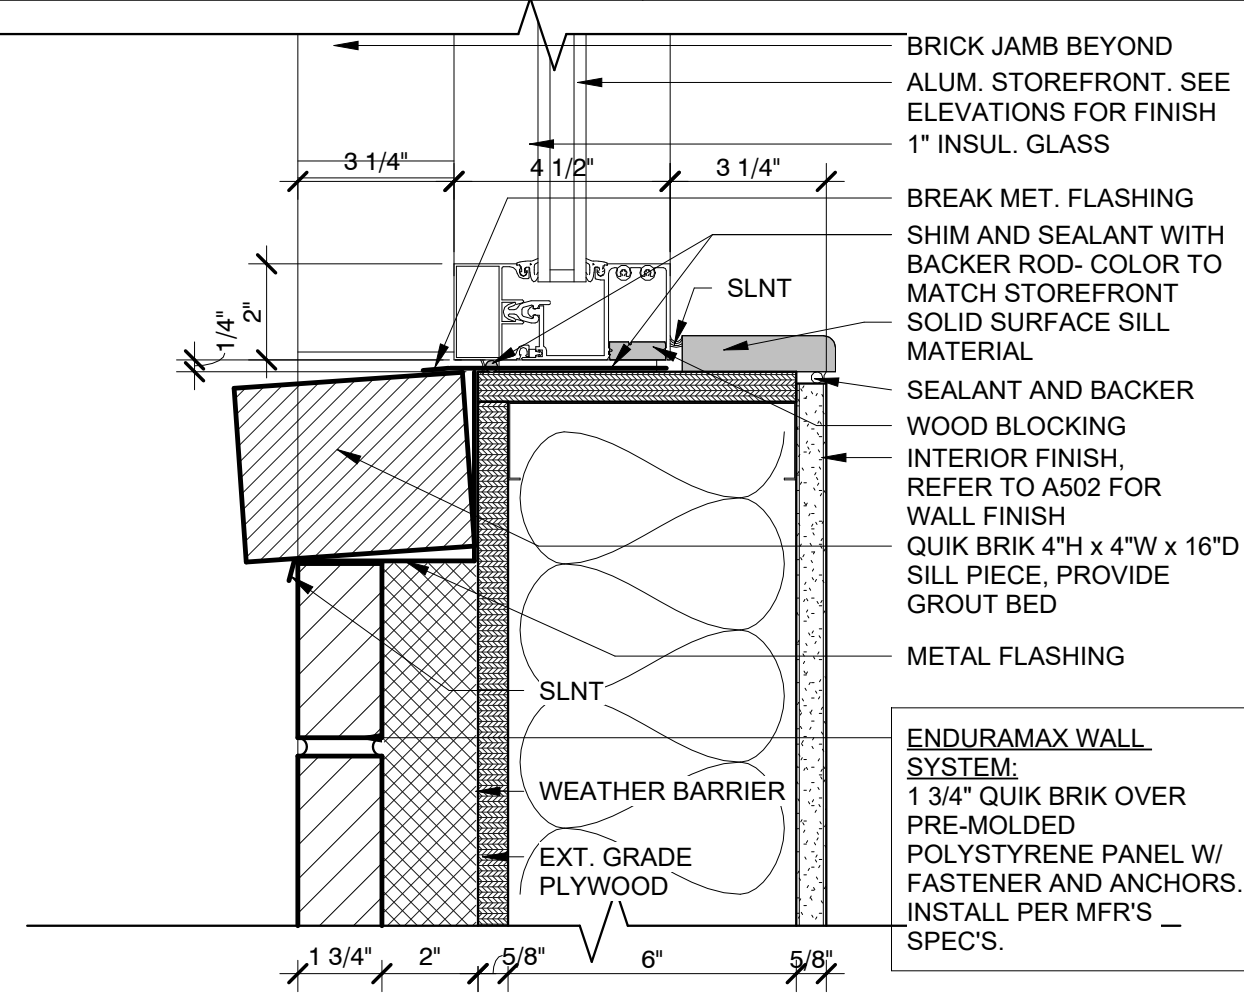 BRICK JAMB BEYOND
ALUM. STOREFRONT. SEE
ELEVATIONS FOR FINISH
1" INSUL. GLASS
3 1/4"
4 1/2"
3 1/4"
BREAK MET. FLASHING
SHIM AND SEALANT WITH
BACKER ROD- COLOR TO
MATCH STOREFRONT
SLNT
2"
1/4"
SOLID SURFACE SILL
MATERIAL
SEALANT AND BACKER
WOOD BLOCKING
INTERIOR FINISH,
REFER TO A502 FOR
WALL FINISH
QUIK BRIK 4"H x 4"W x 16"D
SILL PIECE, PROVIDE
GROUT BED
METAL FLASHING
SLNT
WEATHER BARRIER
EXT. GRADE
PLYWOOD
ENDURAMAX WALL
SYSTEM:
1 3/4" QUIK BRIK OVER
PRE-MOLDED
POLYSTYRENE PANEL W/
FASTENER AND ANCHORS.
INSTALL PER MFR'S
SPEC'S.
1 3/4"
2"
5/8"
6"
5/8"